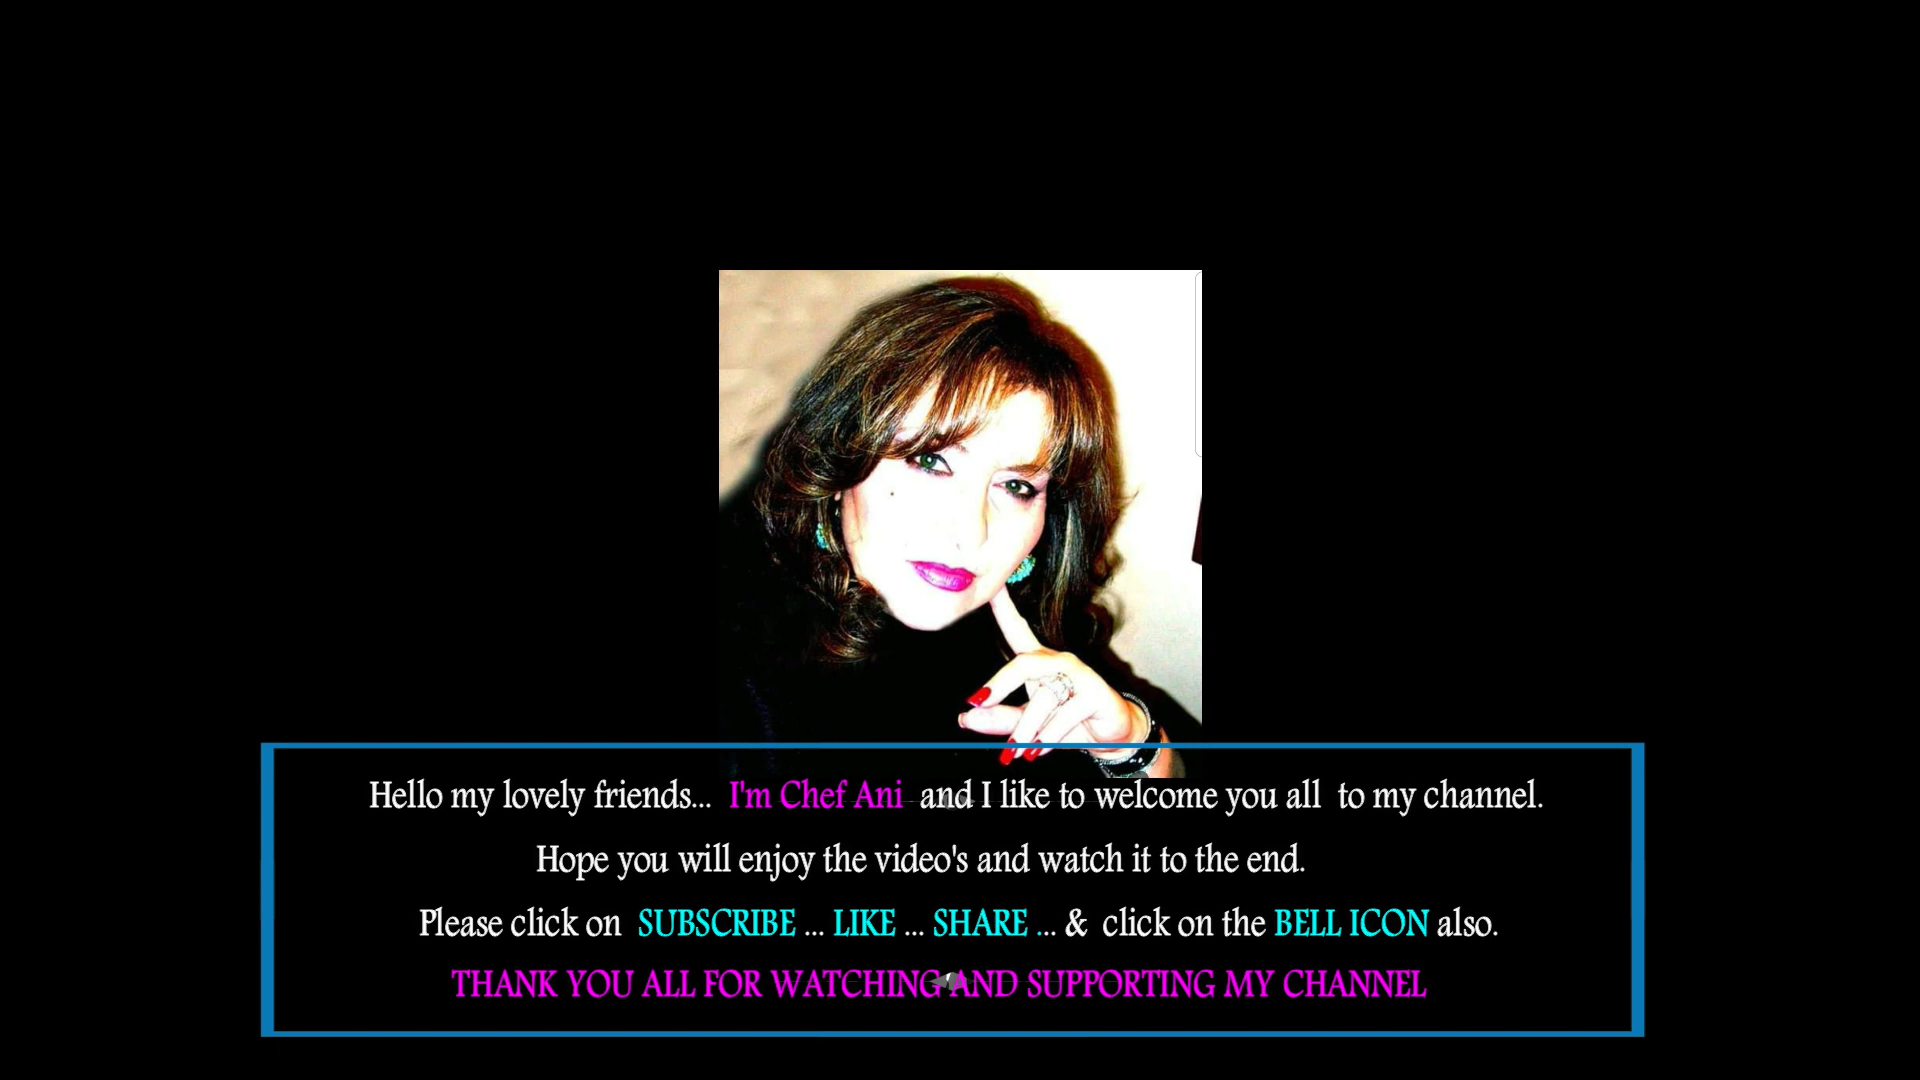 Hello my lovely friends... I'm Chef Ani and I like to welcome you all to my channel.
Hope you will enjoy the video's and watch it to the end.
Please click on SUBSCRIBE ... LIKE ... SHARE ... & click on the BELL ICON also.
THANK YOU ALL FOR WATCHING AND SUPPORTING MY CHANNEL